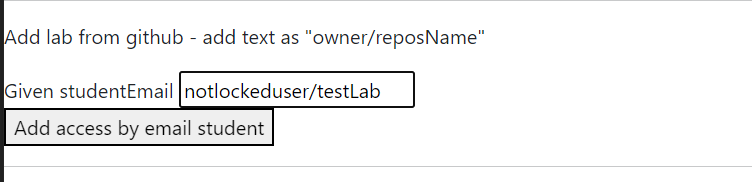 Add lab from github - add text as "owner/reposName"
Given studentEmail notlockeduser/testLab
Add access by email student